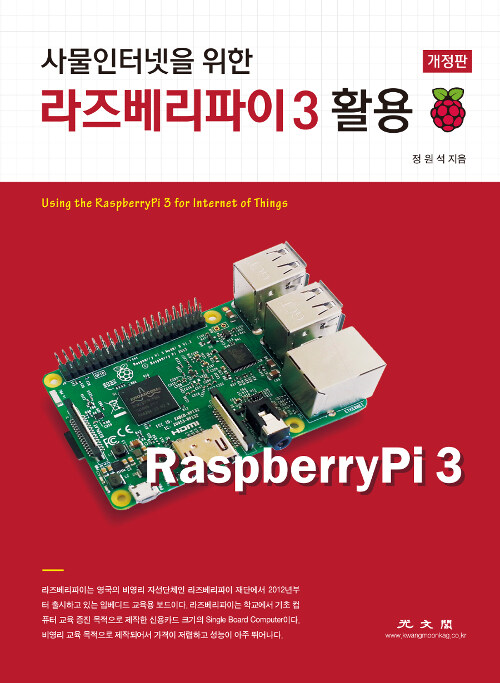 사물인터넷을 위한
개정판
라즈베리파이 3 활용
정 원 석 지음
Using the RaspberryPi 3 for Internet of Things
HDMI
ETHERNET
RaspberryPi 3
라즈베리파이는 영국의 비영리 자선단체인 라즈베리파이 재단에서 2012년부
터 출시하고 있는 임베디드 교육용 보드이다. 라즈베리파이는 학교에서 기초 컴
퓨터 교육 증진 목적으로 제작한 신용카드 크기의 Single Board Computer이다.
비영리 교육 목적으로 제작되어서 가격이 저렴하고 성능이 아주 뛰어나다.
光文閣
www.kwangmoonkag.co.kr